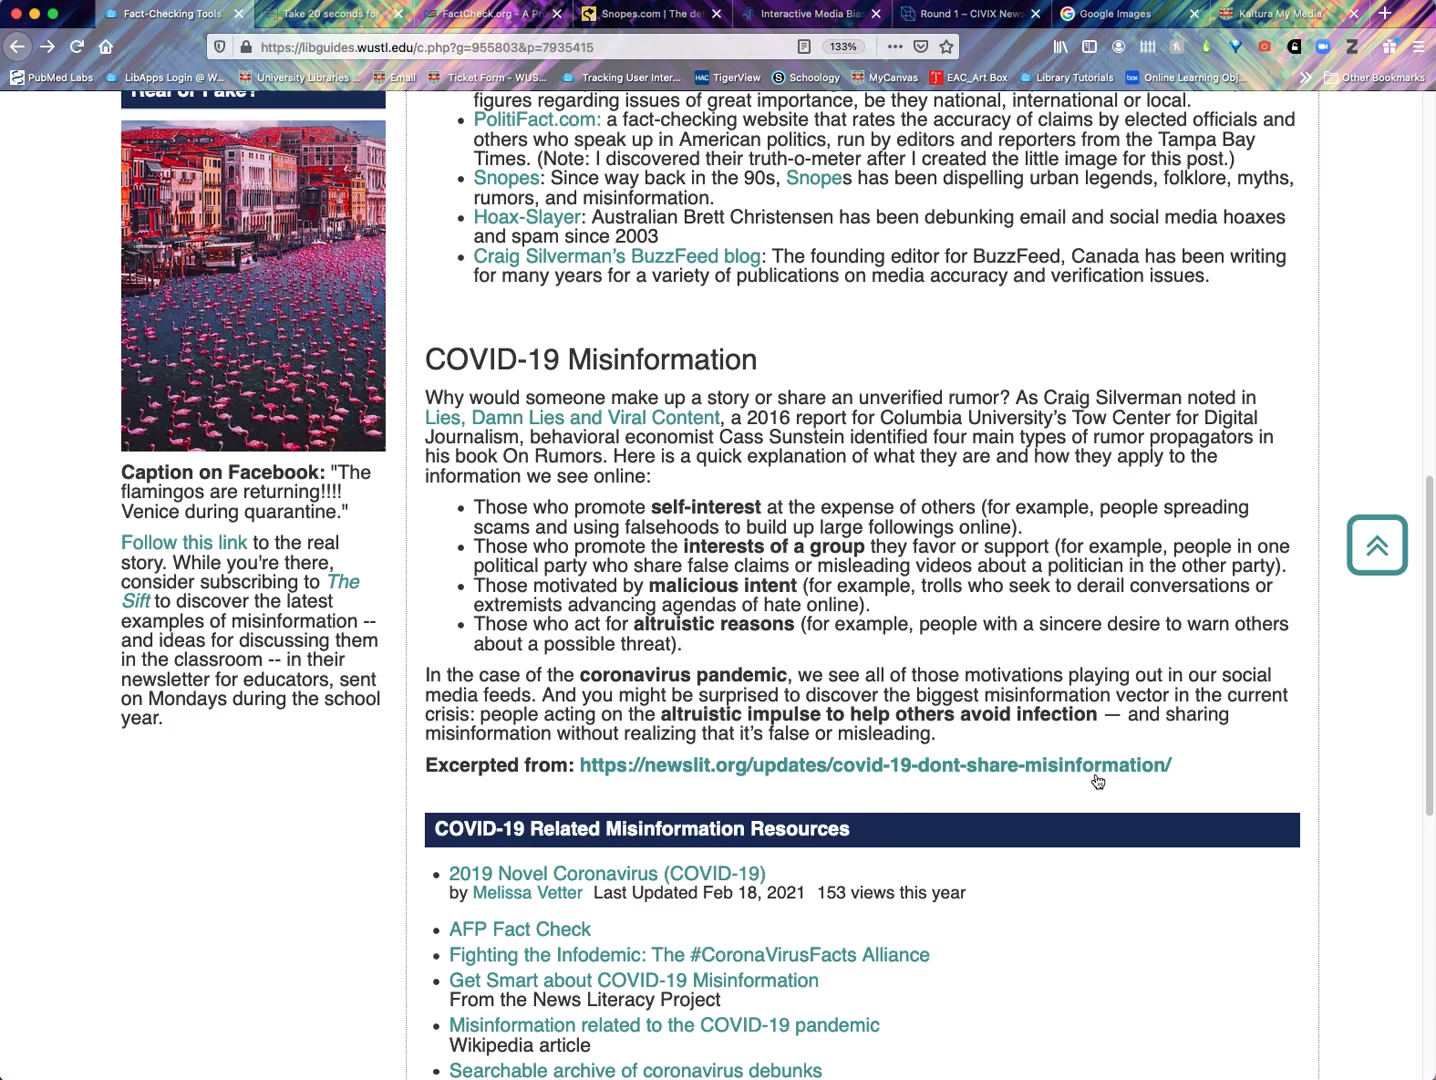 Fact-Checking Tools
Take 20 seconds for
FactCheck.org - A Pr
Snopes.com | The de
Interactive Media Bias
Round 1 – CIVIX News
Google Images
Kaltura My Media
https://libguides.wustl.edu/c.php?g=955803&p=7935415
133%
PubMed Labs
LibApps Login @ W...
University Libraries ...
Email
Ticket Form - WUS...
Tracking User Inter...
TigerView
Schoology
MyCanvas
EAC_Art Box
Library Tutorials
Online Learning Obj...
Other Bookmarks
Real or Fake?
Caption on Facebook: "The
flamingos are returning!!!!
Venice during quarantine."
Follow this link to the real
story. While you're there,
consider subscribing to The
Sift to discover the latest
examples of misinformation --
and ideas for discussing them
in the classroom -- in their
newsletter for educators, sent
on Mondays during the school
year.
figures regarding issues of great importance, be they national, international or local.
PolitiFact.com: a fact-checking website that rates the accuracy of claims by elected officials and
others who speak up in American politics, run by editors and reporters from the Tampa Bay
Times. (Note: I discovered their truth-o-meter after I created the little image for this post.)
Snopes: Since way back in the 90s, Snopes has been dispelling urban legends, folklore, myths,
rumors, and misinformation.
Hoax-Slayer: Australian Brett Christensen has been debunking email and social media hoaxes
and spam since 2003
Craig Silverman's BuzzFeed blog: The founding editor for BuzzFeed, Canada has been writing
for many years for a variety of publications on media accuracy and verification issues.
COVID-19 Misinformation
Why would someone make up a story or share an unverified rumor? As Craig Silverman noted in
Lies, Damn Lies and Viral Content, a 2016 report for Columbia University's Tow Center for Digital
Journalism, behavioral economist Cass Sunstein identified four main types of rumor propagators in
his book On Rumors. Here is a quick explanation of what they are and how they apply to the
information we see online:
Those who promote self-interest at the expense of others (for example, people spreading
scams and using falsehoods to build up large followings online).
Those who promote the interests of a group they favor or support (for example, people in one
political party who share false claims or misleading videos about a politician in the other party).
Those motivated by malicious intent (for example, trolls who seek to derail conversations or
extremists advancing agendas of hate online).
Those who act for altruistic reasons (for example, people with a sincere desire to warn others
about a possible threat).
In the case of the coronavirus pandemic, we see all of those motivations playing out in our social
media feeds. And you might be surprised to discover the biggest misinformation vector in the current
crisis: people acting on the altruistic impulse to help others avoid infection — and sharing
misinformation without realizing that it's false or misleading.
Excerpted from: https://newslit.org/updates/covid-19-dont-share-misinformation/
COVID-19 Related Misinformation Resources
2019 Novel Coronavirus (COVID-19)
by Melissa Vetter Last Updated Feb 18, 2021 153 views this year
AFP Fact Check
Fighting the Infodemic: The #CoronaVirusFacts Alliance
Get Smart about COVID-19 Misinformation
From the News Literacy Project
Misinformation related to the COVID-19 pandemic
Wikipedia article
Searchable archive of coronavirus debunks